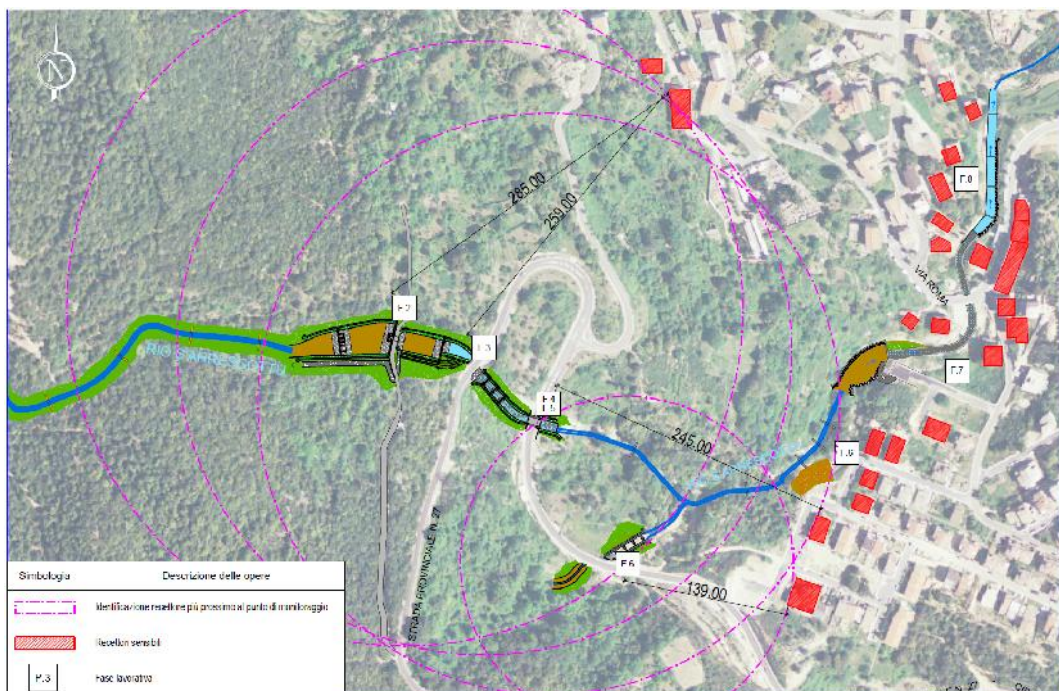 N
285.00
259.00
F.8
VIA ROMA
F.2
F.3
F.4
F.5
F.7
245.00
F.6
F.6
139.00
STRADA PROVINCIALE N. 27
Simbologia Descrizione delle opere
Identificazione recettore più prossimo al punto di monitoraggio
Recettori sensibili
F.3 Fase lavorativa